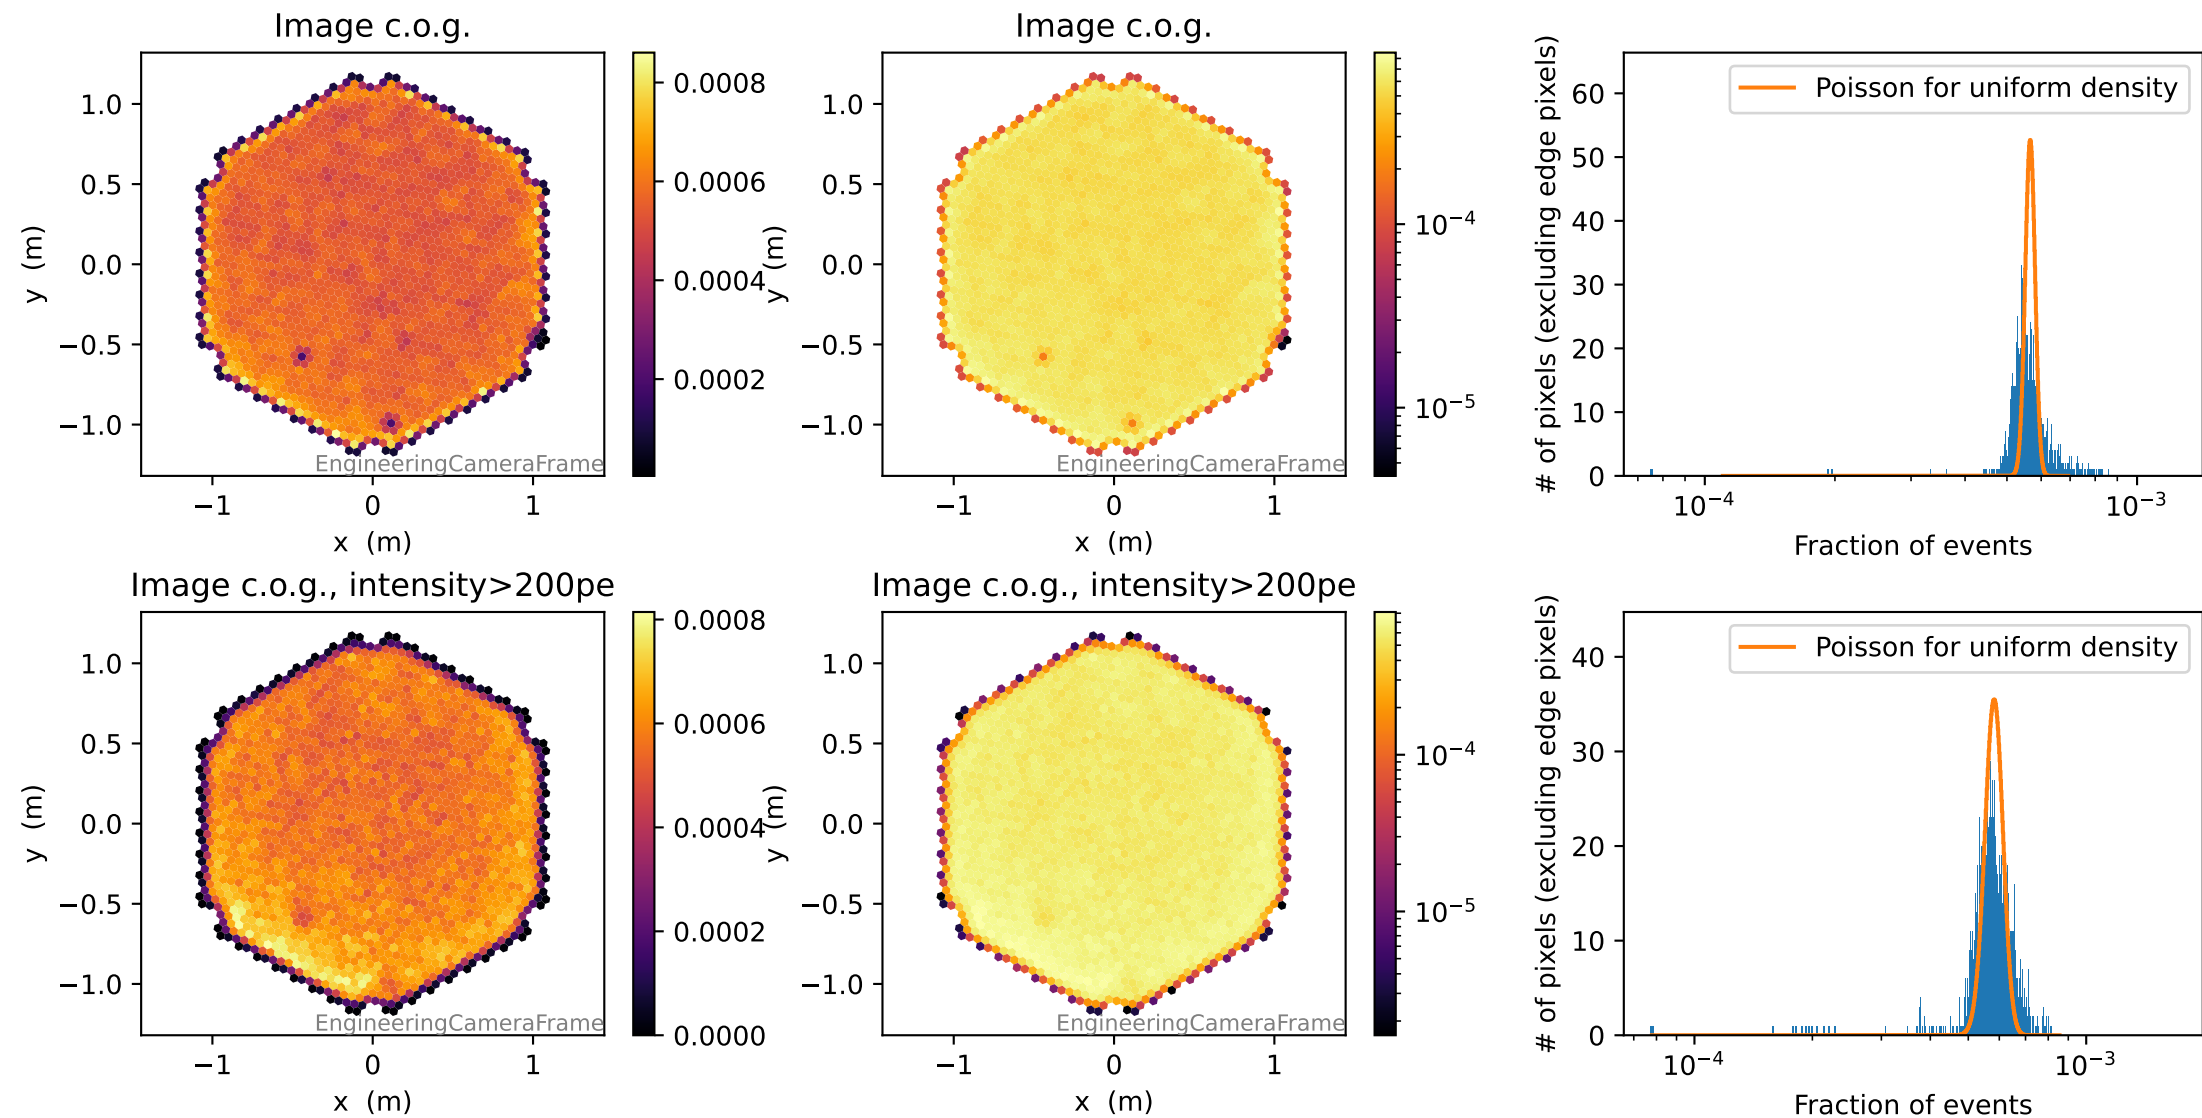 Image c.o.g.
1.0
0.5
0.0
−0.5
−1.0
y (m)
−1
0
1
x (m)
EngineeringCameraFrame
0.0008
0.0006
0.0004
0.0002
Image c.o.g.
1.0
0.5
0.0
−0.5
−1.0
y (m)
−1
0
1
x (m)
EngineeringCameraFrame
10⁻⁴
10⁻⁵
# of pixels (excluding edge pixels)
60
50
40
30
20
10
0
Poisson for uniform density
10⁻⁴
10⁻³
Fraction of events
Image c.o.g., intensity>200pe
1.0
0.5
0.0
−0.5
−1.0
y (m)
−1
0
1
x (m)
EngineeringCameraFrame
0.0008
0.0006
0.0004
0.0002
0.0000
Image c.o.g., intensity>200pe
1.0
0.5
0.0
−0.5
−1.0
y (m)
−1
0
1
x (m)
EngineeringCameraFrame
10⁻⁴
10⁻⁵
# of pixels (excluding edge pixels)
40
30
20
10
0
Poisson for uniform density
10⁻⁴
10⁻³
Fraction of events